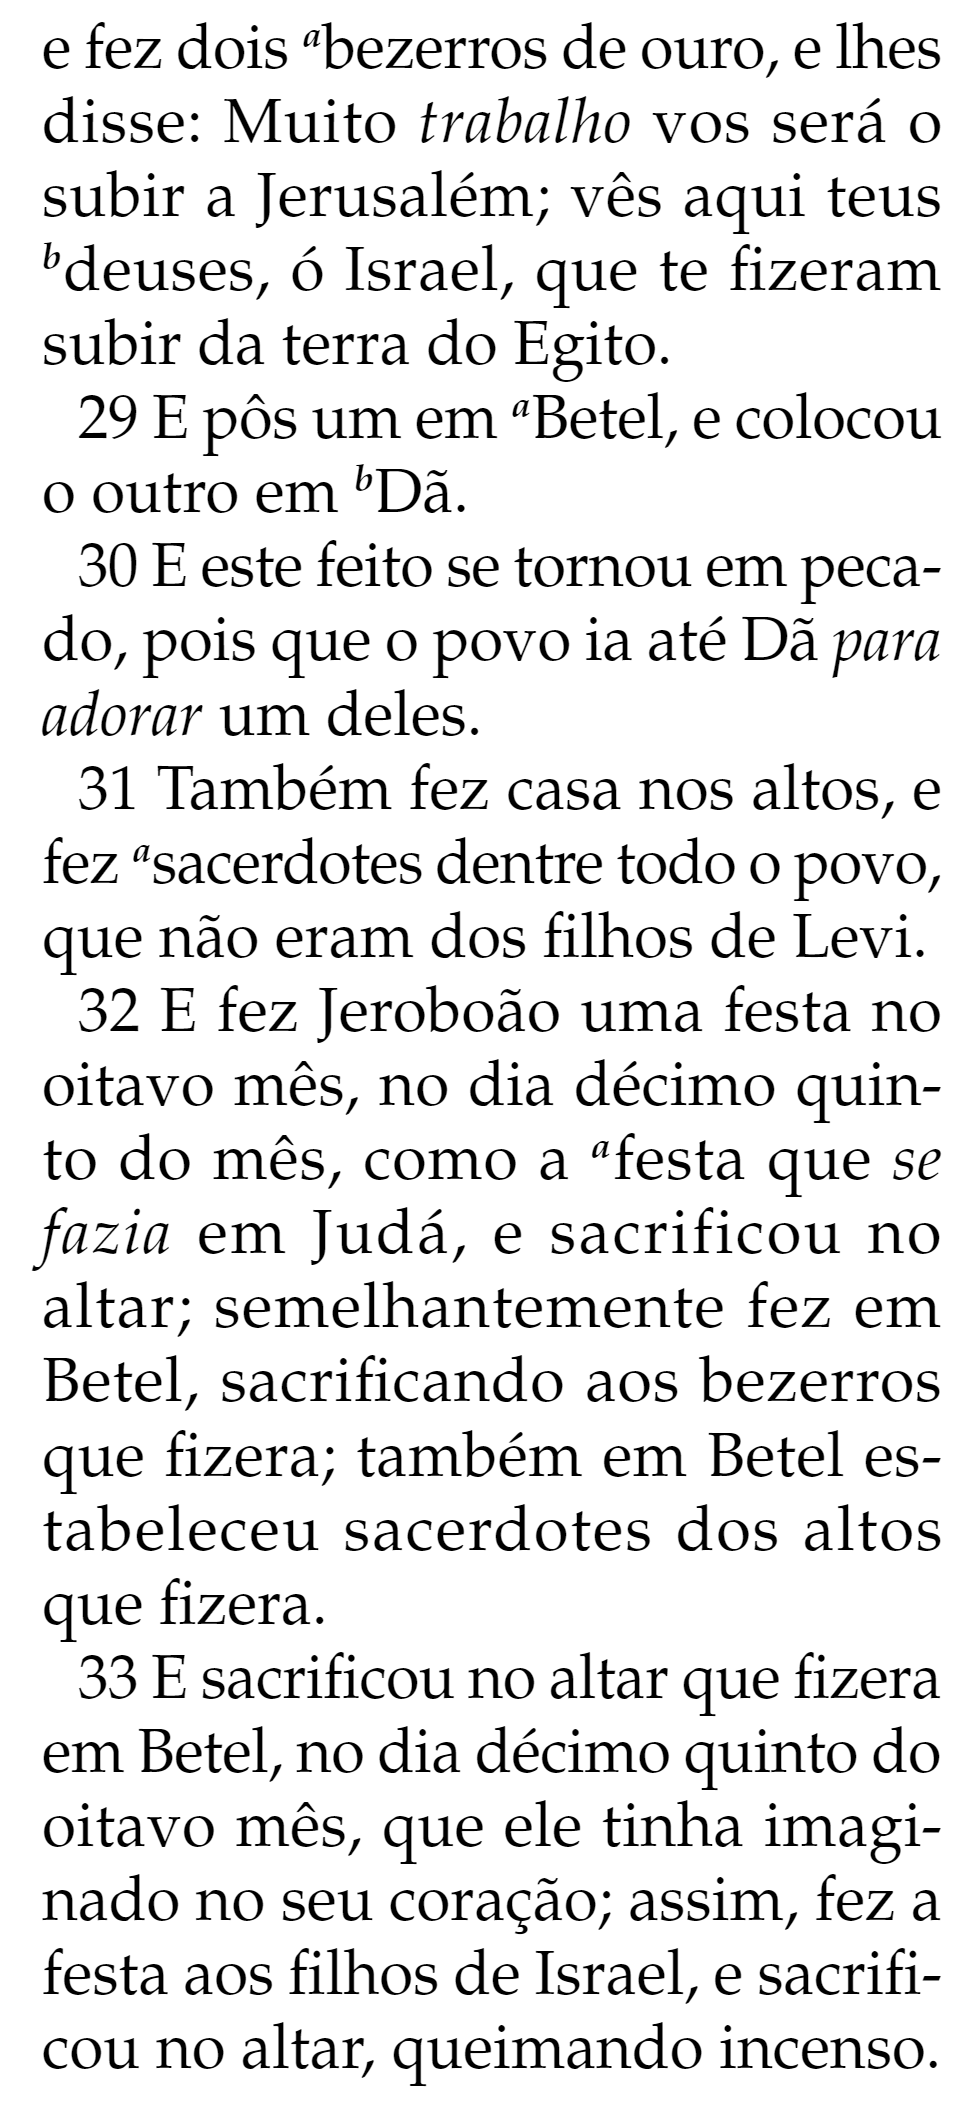 e fez dois ᵃbezerros de ouro, e lhes
disse: Muito trabalho vos será o
subir a Jerusalém; vês aqui teus
ᵇdeuses, ó Israel, que te fizeram
subir da terra do Egito.
29 E pôs um em ᵃBetel, e colocou
o outro em ᵇDã.
30 E este feito se tornou em peca-
do, pois que o povo ia até Dã para
adorar um deles.
31 Também fez casa nos altos, e
fez ᵃsacerdotes dentre todo o povo,
que não eram dos filhos de Levi.
32 E fez Jeroboão uma festa no
oitavo mês, no dia décimo quin-
to do mês, como a ᵃfesta que se
fazia em Judá, e sacrificou no
altar; semelhantemente fez em
Betel, sacrificando aos bezerros
que fizera; também em Betel es-
tabeleceu sacerdotes dos altos
que fizera.
33 E sacrificou no altar que fizera
em Betel, no dia décimo quinto do
oitavo mês, que ele tinha imagi-
nado no seu coração; assim, fez a
festa aos filhos de Israel, e sacrifi-
cou no altar, queimando incenso.